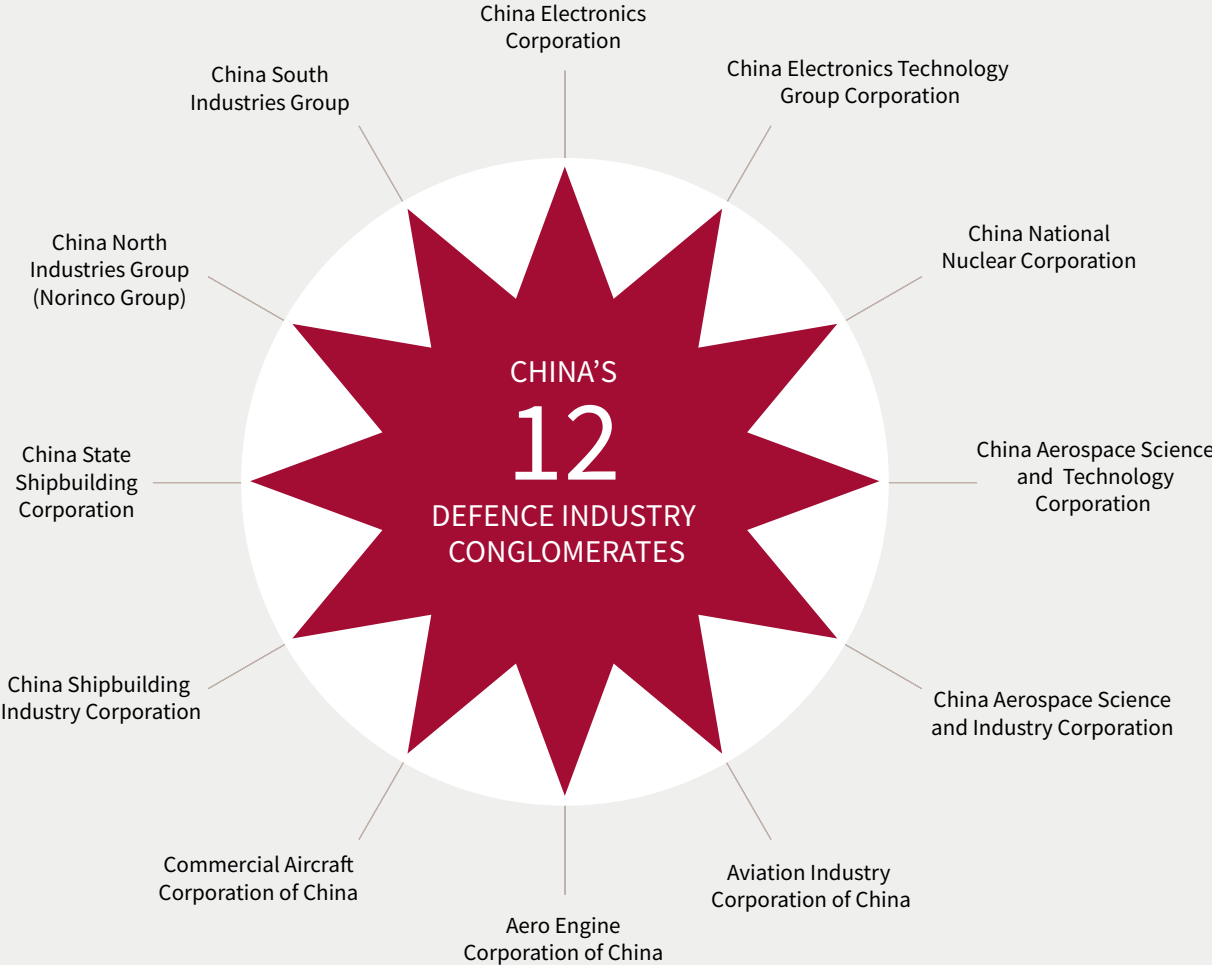 China Electronics
Corporation
China Electronics Technology
Group Corporation
China National
Nuclear Corporation
China Aerospace Science
and Technology
Corporation
China Aerospace Science
and Industry Corporation
Aviation Industry
Corporation of China
Aero Engine
Corporation of China
Commercial Aircraft
Corporation of China
China Shipbuilding
Industry Corporation
China State
Shipbuilding
Corporation
China North
Industries Group
(Norinco Group)
China South
Industries Group
CHINA’S
12
DEFENCE INDUSTRY
CONGLOMERATES